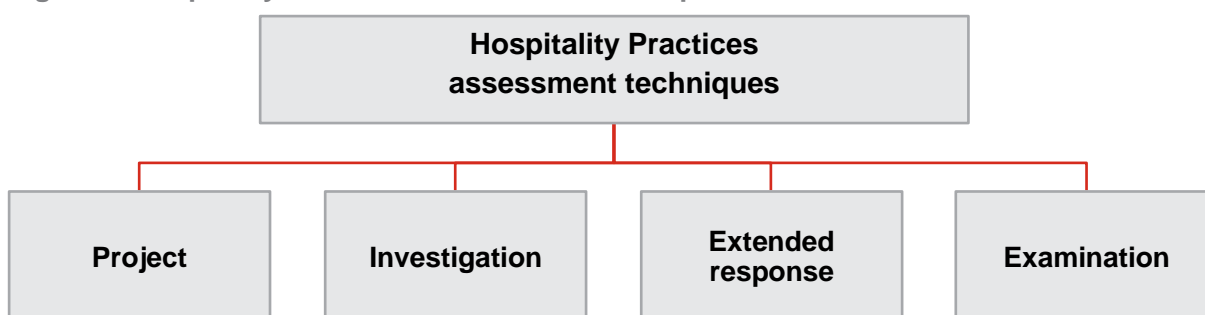 Hospitality Practices
assessment techniques
Project
Investigation
Extended
response
Examination